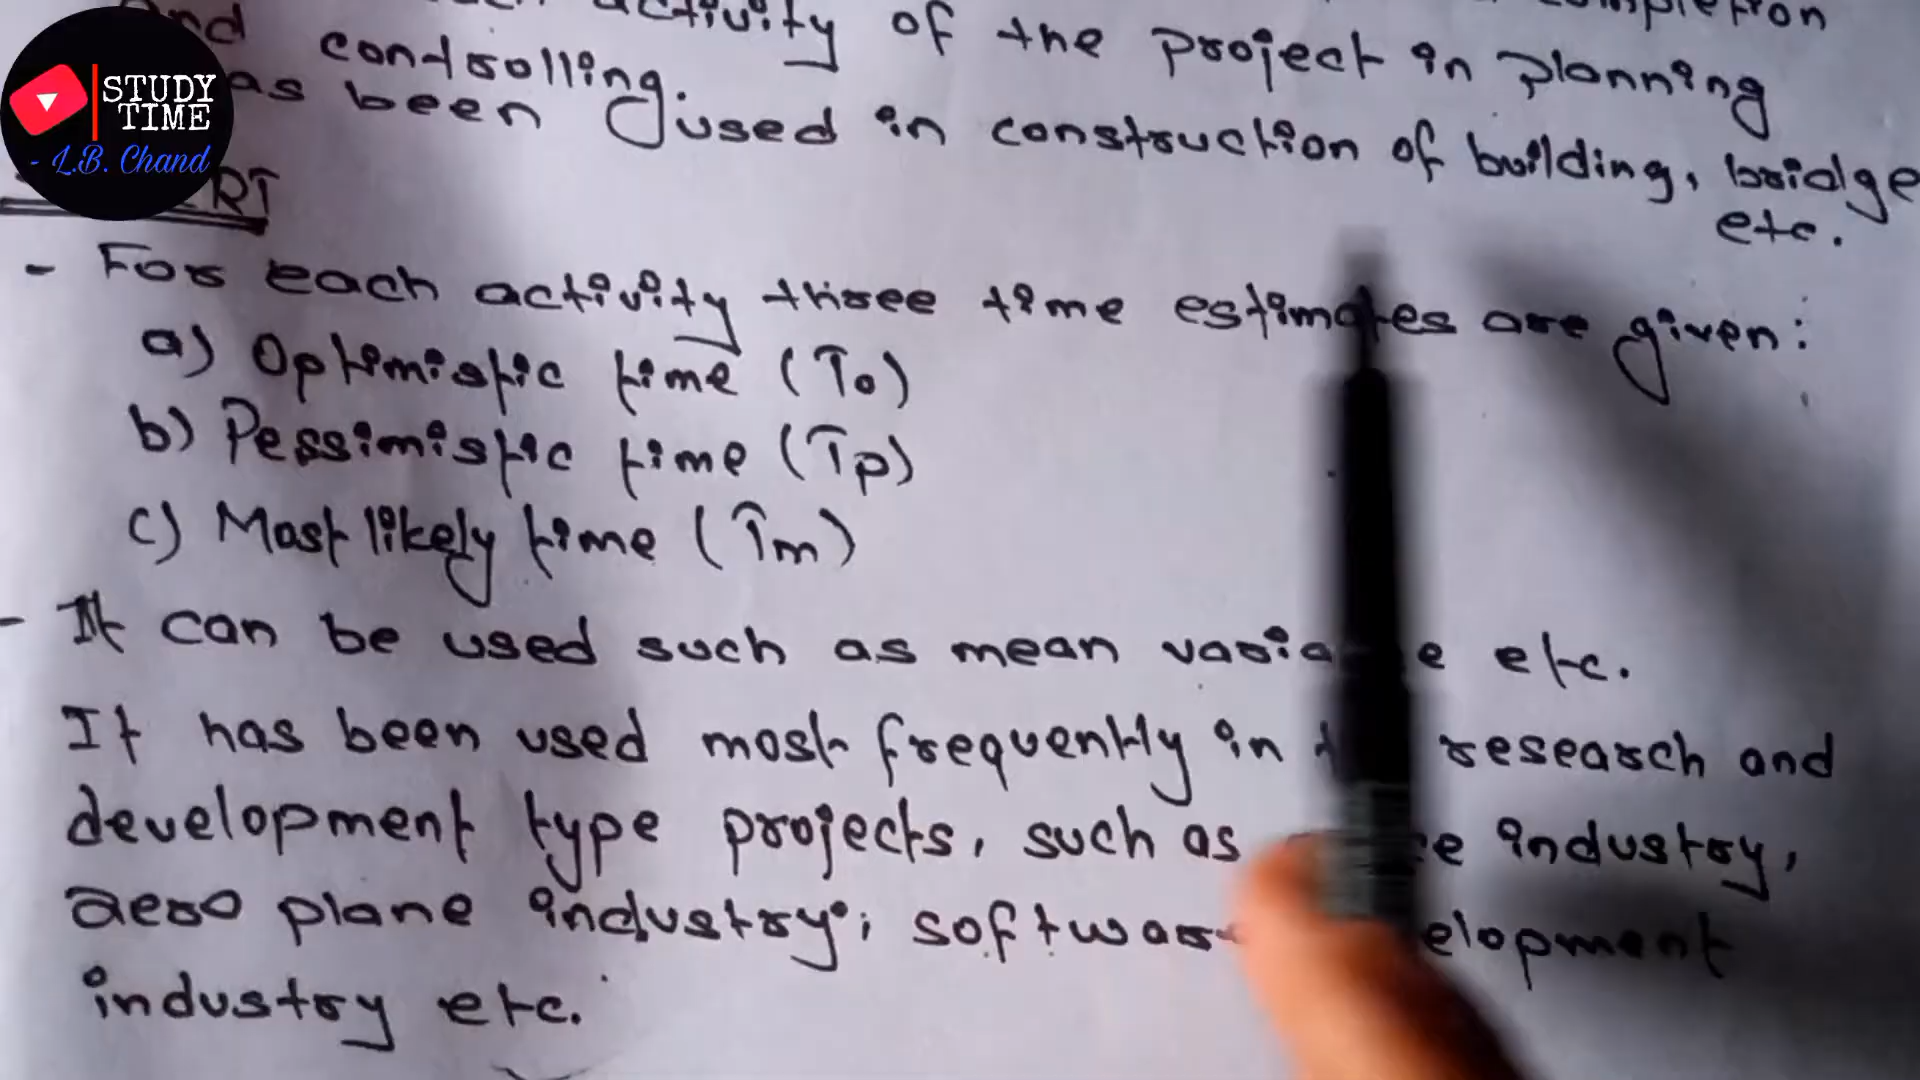 activity of the project in planning
and controlling.
has been used in construction of building, bridge
etc.
STUDY
TIME
- L.B. Chand
- For each activity three time estimates are given:
a) Optimistic time (To)
b) Pessimistic time (Tp)
c) Most likely time (Tm)
- It can be used such as mean etc.
It has been used most frequently in research and
development type projects, such as industry,
aero plane industry, software development
industry etc.